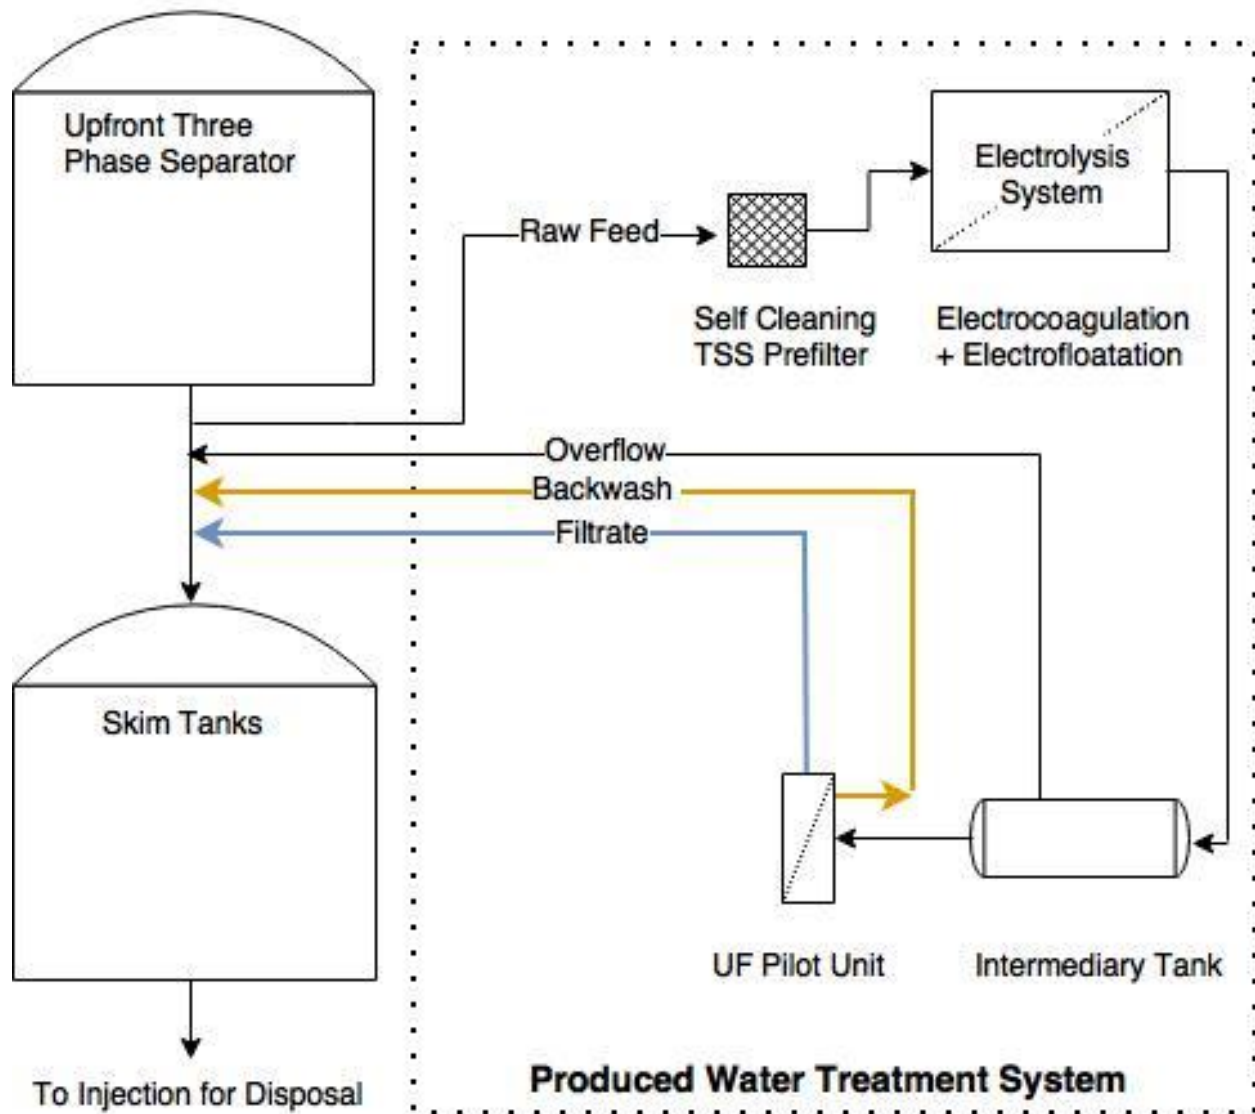 Upfront Three
Phase Separator
Electrolysis
System
Raw Feed
Self Cleaning
TSS Prefilter
Electrocoagulation
+ Electrofloatation
Overflow
Backwash
Filtrate
Skim Tanks
UF Pilot Unit
Intermediary Tank
Produced Water Treatment System
To Injection for Disposal